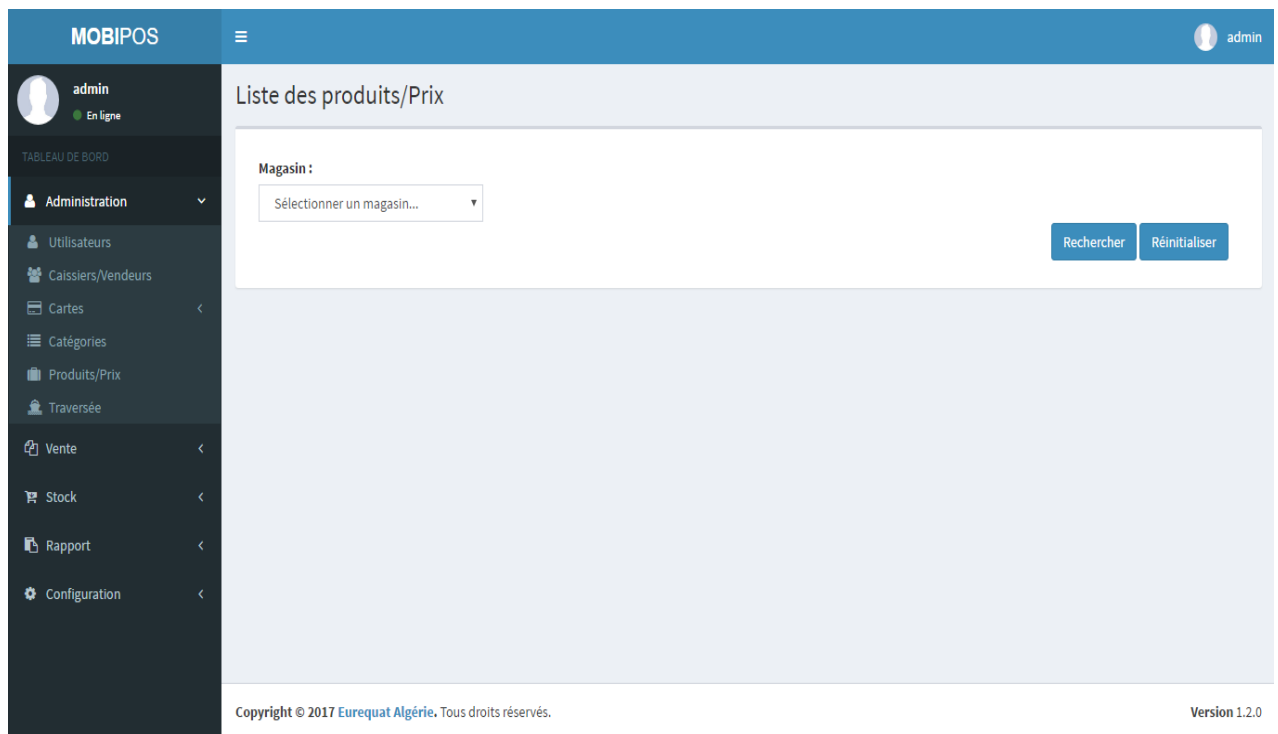 MOBIPOS
admin
admin
En ligne
TABLEAU DE BORD
Administration
Utilisateurs
Caissiers/Vendeurs
Cartes
Catégories
Produits/Prix
Traversée
Vente
Stock
Rapport
Configuration
Liste des produits/Prix
Magasin :
Sélectionner un magasin...
Rechercher Réinitialiser
Copyright © 2017 Eurequat Algérie. Tous droits réservés. Version 1.2.0